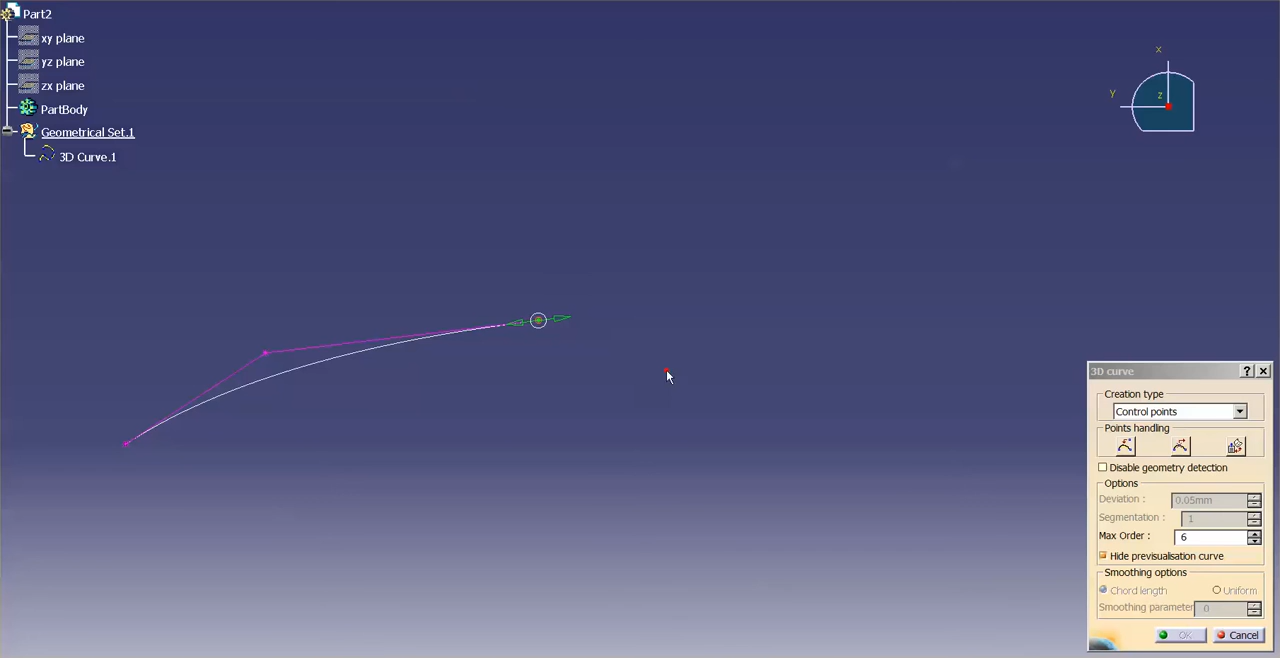 Part2
xy plane
yz plane
zx plane
PartBody
Geometrical Set.1
3D Curve.1
x
y
z
3D curve
?
Creation type
Control points
Points handling
Disable geometry detection
Options
Deviation : 0.05mm
Segmentation : 1
Max Order : 6
Hide previsualisation curve
Smoothing options
Chord length Uniform
Smoothing parameter 0
OK Cancel